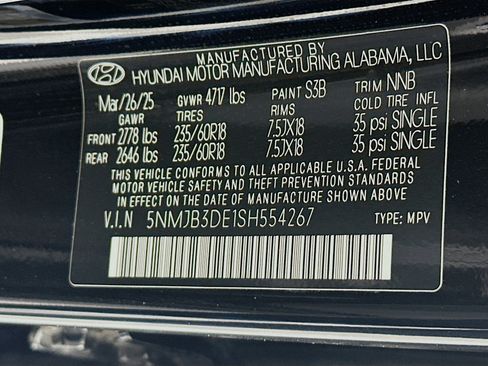 MANUFACTURED BY
HYUNDAI MOTOR MANUFACTURING ALABAMA, LLC
Mar/26/25 GVWR 4717 lbs PAINT S3B TRIM NNB
GAWR TIRES RIMS COLD TIRE INFL
FRONT 2778 lbs 235/60R18 7.5JX18 35 psi SINGLE
REAR 2646 lbs 235/60R18 7.5JX18 35 psi SINGLE
THIS VEHICLE CONFORMS TO ALL APPLICABLE U.S.A. FEDERAL
MOTOR VEHICLE SAFETY AND THEFT PREVENTION STANDARDS
IN EFFECT ON THE DATE OF MANUFACTURE SHOWN ABOVE
V.I.N 5NMJB3DE1SH554267 TYPE: MPV